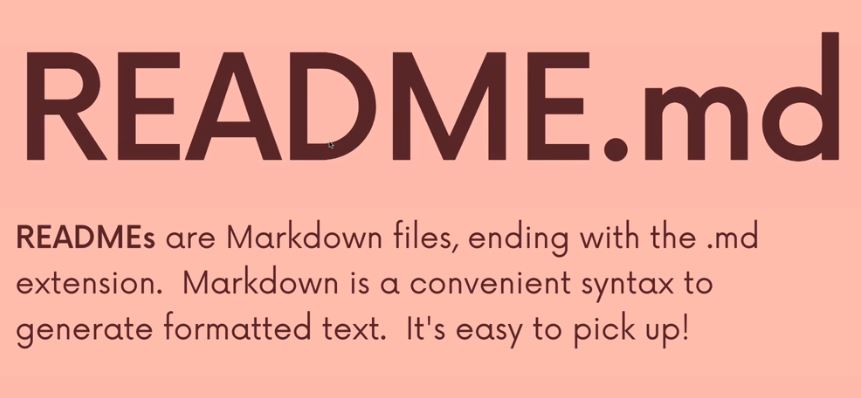 README.md
READMEs are Markdown files, ending with the .md
extension.  Markdown is a convenient syntax to
generate formatted text.  It's easy to pick up!